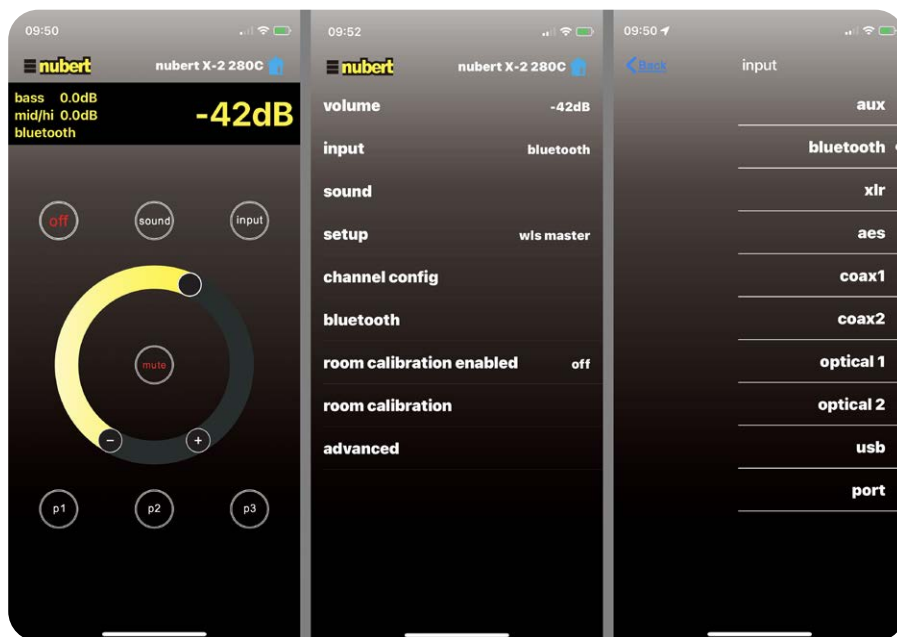 09:50
nubert
nubert X-2 280C
bass 0.0dB
mid/hi 0.0dB
bluetooth
-42dB
off
sound
input
mute
-
+
p1
p2
p3
09:52
nubert
nubert X-2 280C
volume -42dB
input bluetooth
sound
setup wls master
channel config
bluetooth
room calibration enabled off
room calibration
advanced
09:50
Back
input
aux
bluetooth
xlr
aes
coax1
coax2
optical 1
optical 2
usb
port